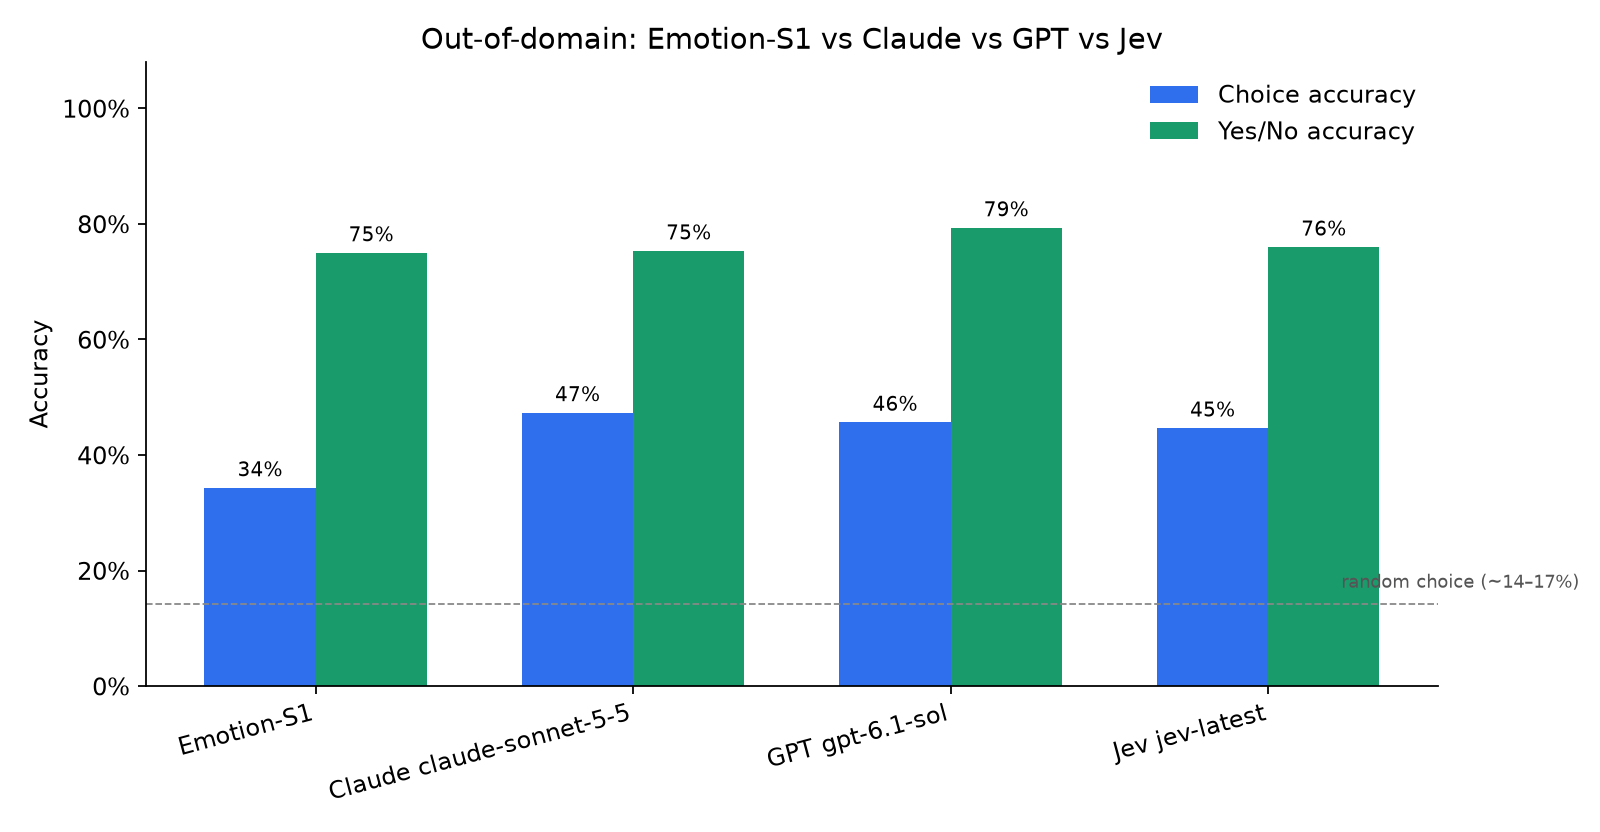 Out-of-domain: Emotion-S1 vs Claude vs GPT vs Jev
Choice accuracy
Yes/No accuracy
Accuracy
100%
80%
60%
40%
20%
0%
34%
75%
47%
75%
46%
79%
45%
76%
random choice (~14–17%)
Emotion-S1
Claude claude-sonnet-5-5
GPT gpt-6.1-sol
Jev jev-latest